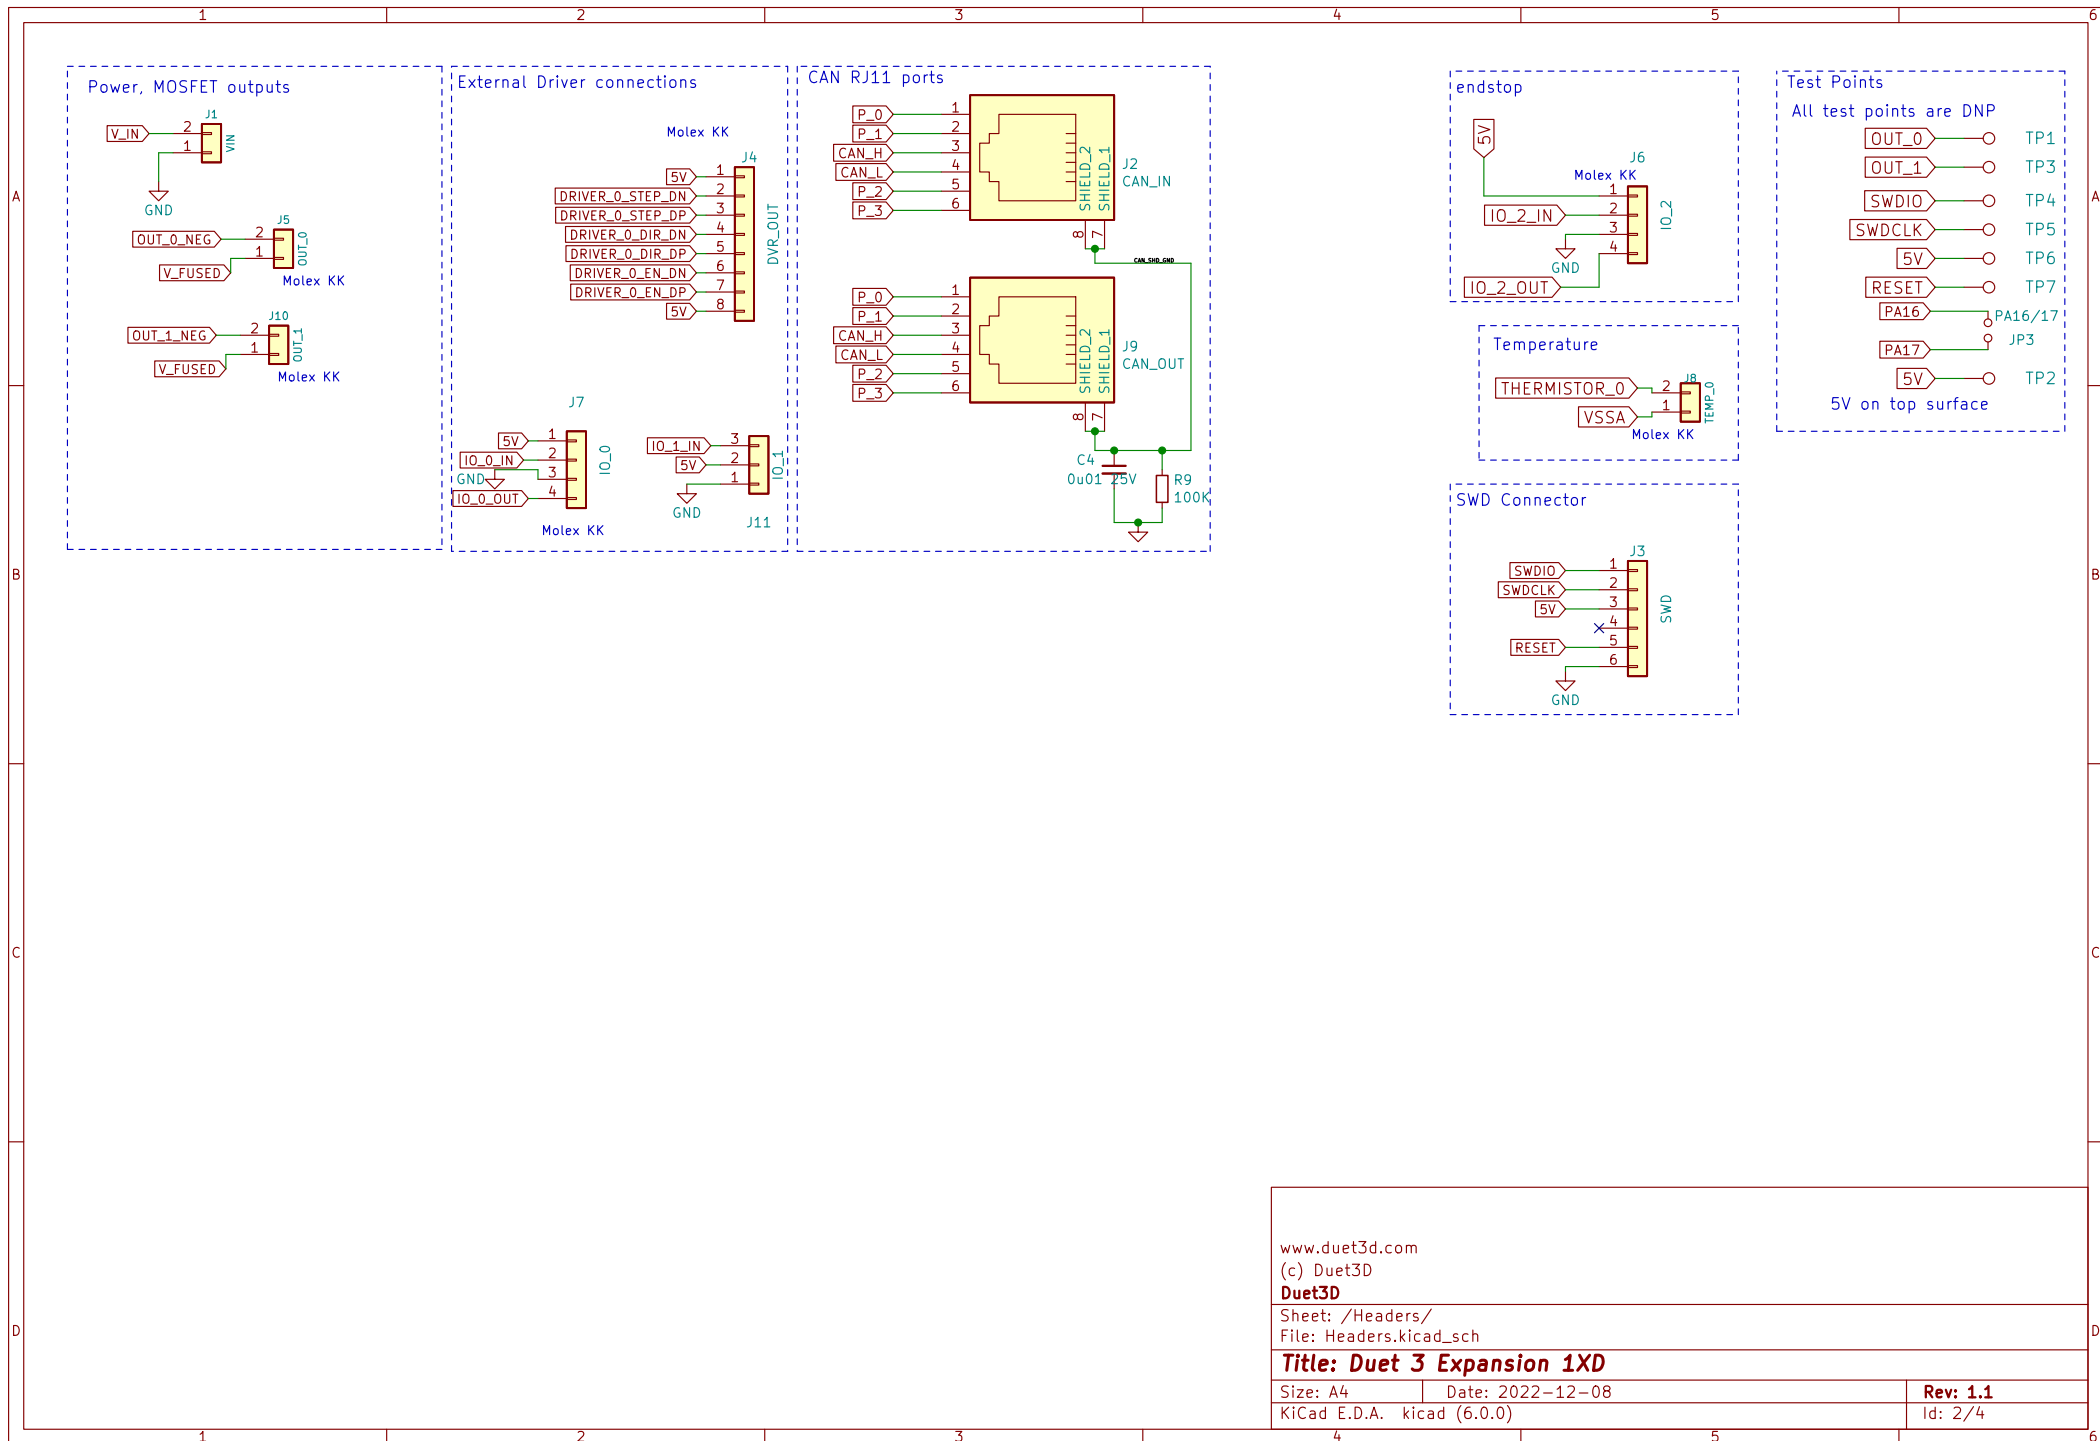 1 2 3 4 5 6
A
B
C
D
Power, MOSFET outputs
J1
V_IN
2
1
VIN
GND
J5
OUT_0_NEG
2
V_FUSED
1
OUT_0
Molex KK
J10
OUT_1_NEG
2
V_FUSED
1
OUT_1
Molex KK
External Driver connections
Molex KK
J4
5V 1
DRIVER_0_STEP_DN 2
DRIVER_0_STEP_DP 3
DRIVER_0_DIR_DN 4
DRIVER_0_DIR_DP 5
DRIVER_0_EN_DN 6
DRIVER_0_EN_DP 7
5V 8
DVR_OUT
J7
5V 1
IO_0_IN 2
GND 3
IO_0_OUT 4
IO_0
Molex KK
IO_1_IN 3
5V 2
1
GND
IO_1
J11
CAN RJ11 ports
P_0 1
P_1 2
CAN_H 3
CAN_L 4
P_2 5
P_3 6
SHIELD_2
SHIELD_1
8
7
J2
CAN_IN
CAN_SHD_GND
P_0 1
P_1 2
CAN_H 3
CAN_L 4
P_2 5
P_3 6
SHIELD_2
SHIELD_1
8
7
J9
CAN_OUT
C4
0u01 25V
R9
100K
endstop
5V
J6
Molex KK
1
IO_2_IN 2
3
GND
4
IO_2_OUT
IO_2
Temperature
J8
THERMISTOR_0 2
VSSA 1
TEMP_0
Molex KK
SWD Connector
J3
SWDIO 1
SWDCLK 2
5V 3
4
RESET 5
6
GND
SWD
Test Points
All test points are DNP
OUT_0 TP1
OUT_1 TP3
SWDIO TP4
SWDCLK TP5
5V TP6
RESET TP7
PA16 PA16/17
PA17 JP3
5V TP2
5V on top surface
A
B
C
D
www.duet3d.com
(c) Duet3D
Duet3D
Sheet: /Headers/
File: Headers.kicad_sch
Title: Duet 3 Expansion 1XD
Size: A4 Date: 2022-12-08 Rev: 1.1
KiCad E.D.A. kicad (6.0.0) Id: 2/4
1 2 3 4 5 6